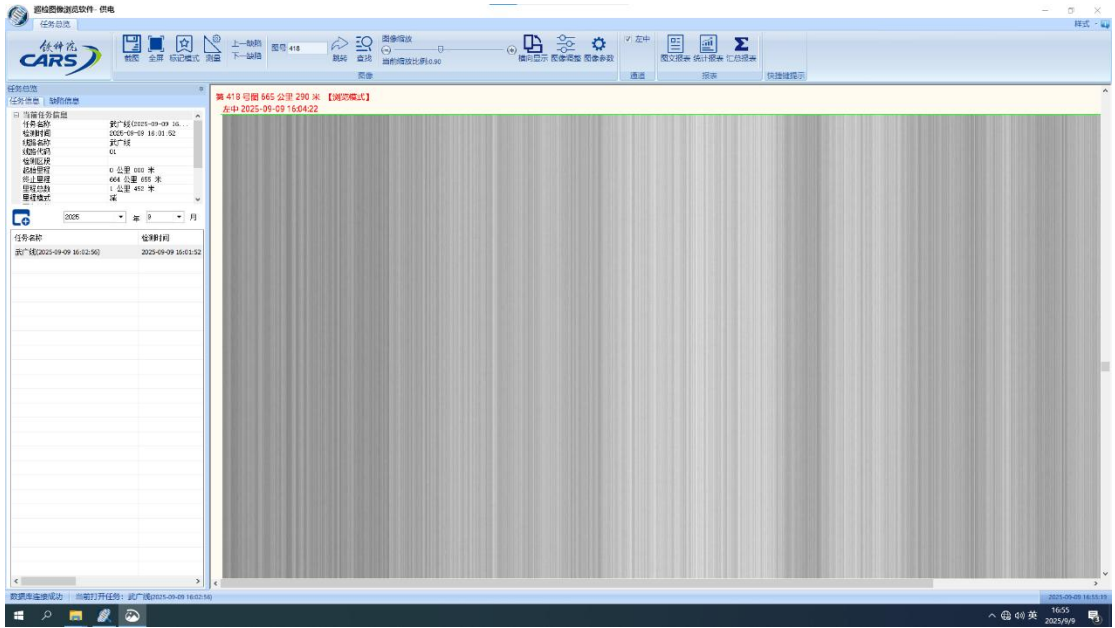 巡检图像浏览软件- 供电
任务总览
样式
铁科院
CARS
截图 全屏 标记模式 测量
上一缺陷
下一缺陷
图号 418
跳转 查找
图像缩放
当前缩放比例:0.90
横向显示 图像调整 图像参数
左中
图文报表 统计报表 汇总报表
图像 通道 报表 快捷键提示
任务总览
任务信息 缺陷信息
当前任务信息
任务名称 武广线(2025-09-09 16...
检测时间 2025-09-09 16:01:52
线路名称 武广线
线路代码 01
检测区段
起始里程 0 公里 000 米
终止里程 664 公里 655 米
里程总数 1 公里 452 米
里程模式 减
2025 年 9 月
任务名称 检测时间
武广线(2025-09-09 16:02:56) 2025-09-09 16:01:52
第 418 号图 665 公里 290 米 【浏览模式】
左中 2025-09-09 16:04:22
数据库连接成功 当前打开任务：武广线(2025-09-09 16:02:56)
2025-09-09 16:55:19
英
16:55
2025/9/9